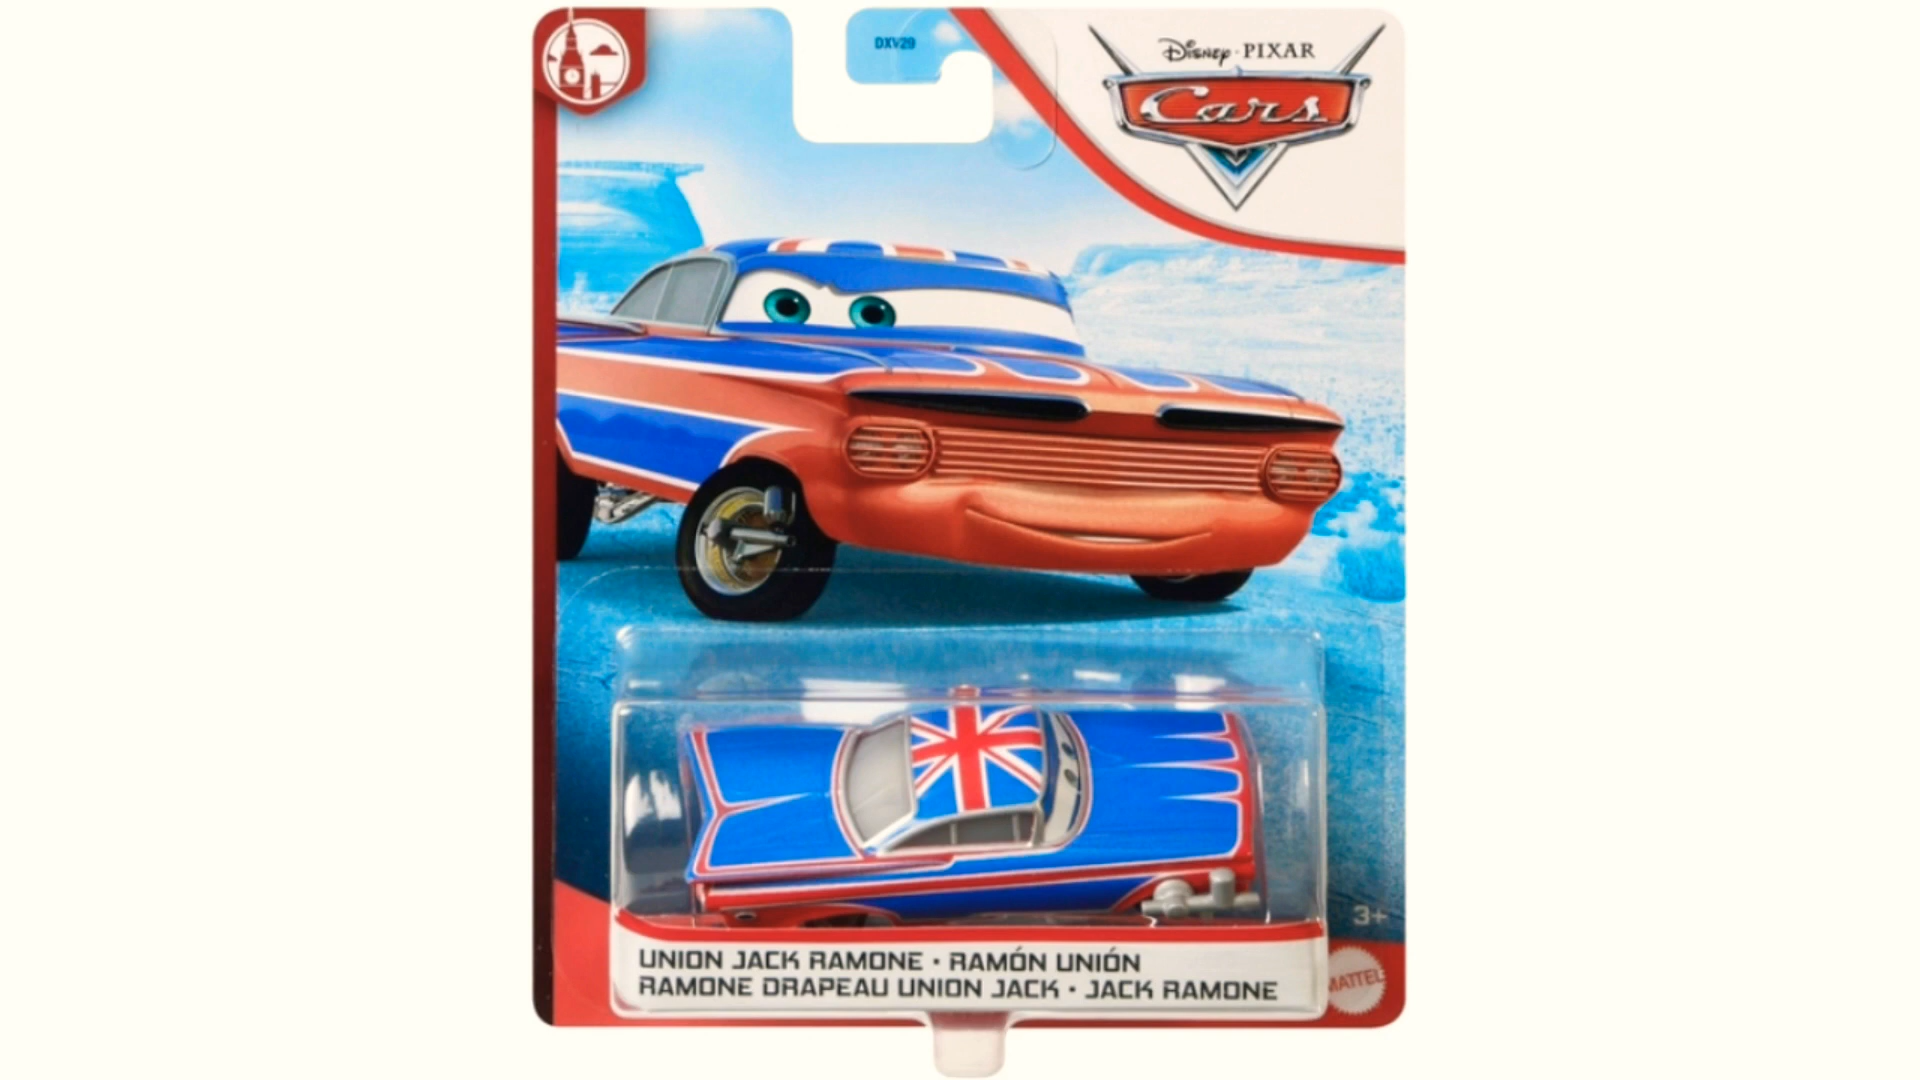 DXV29
Disney · PIXAR
Cars
3+
UNION JACK RAMONE · RAMÓN UNIÓN
RAMONE DRAPEAU UNION JACK · JACK RAMONE
MATTEL